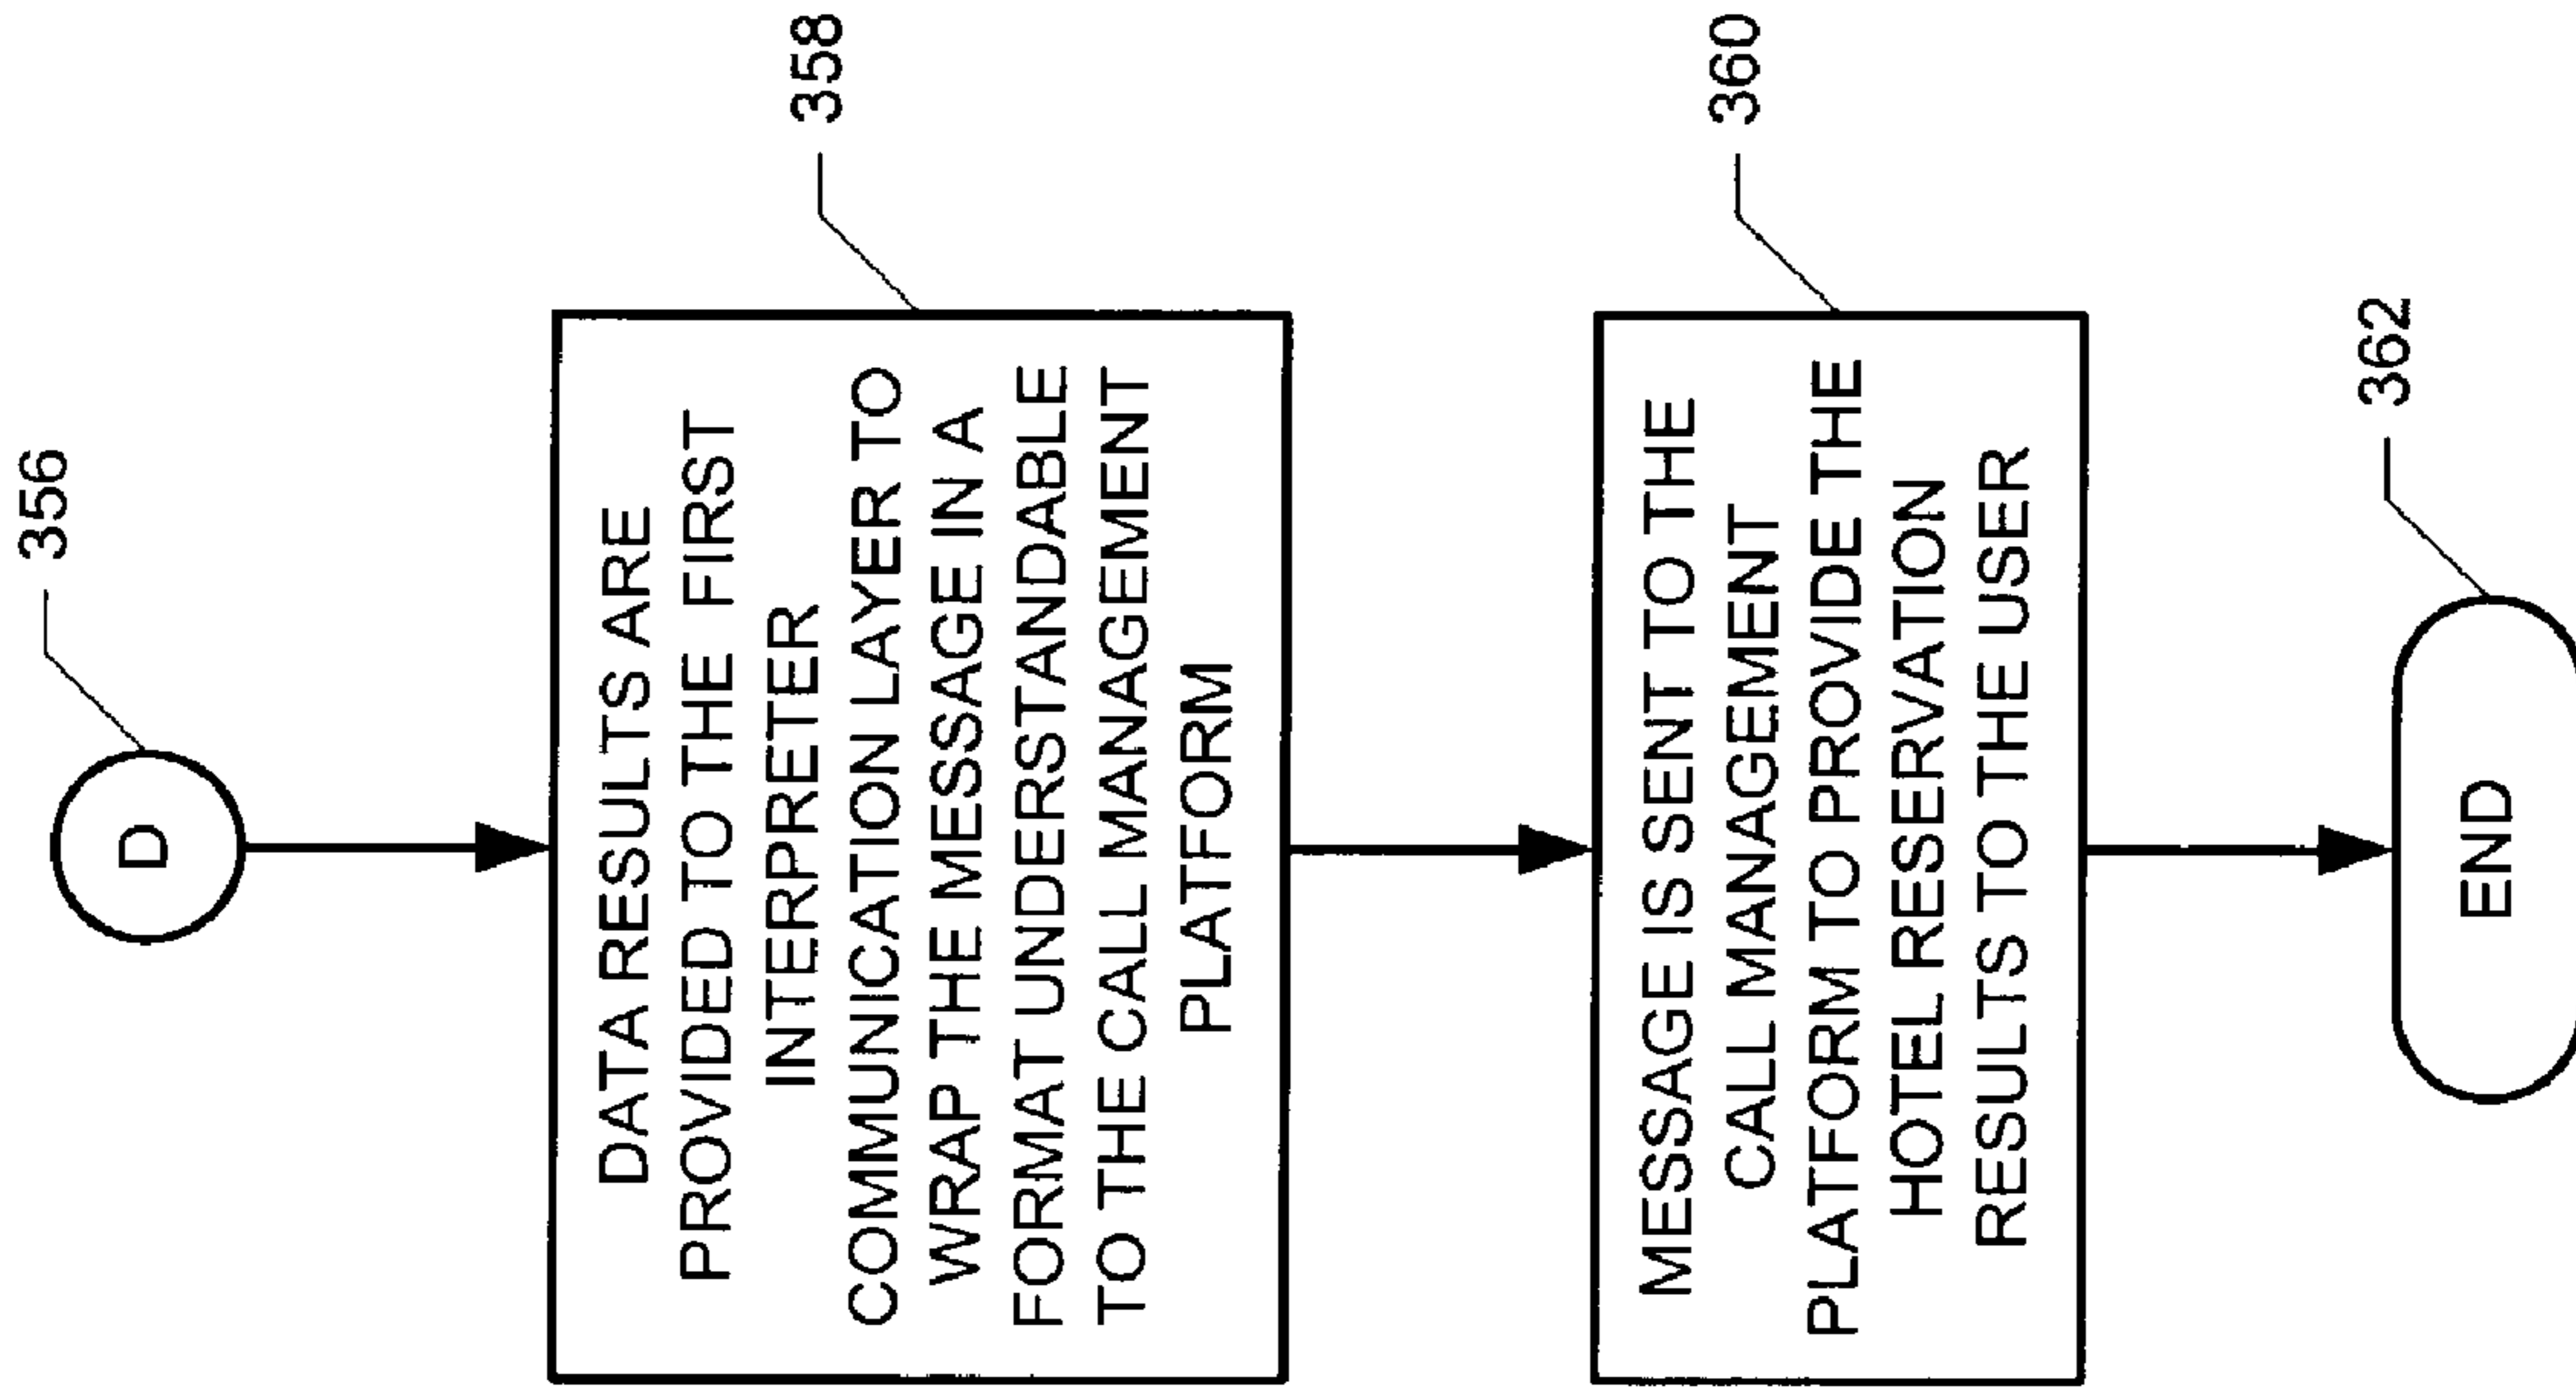 356
D
358
DATA RESULTS ARE
PROVIDED TO THE FIRST
INTERPRETER
COMMUNICATION LAYER TO
WRAP THE MESSAGE IN A
FORMAT UNDERSTANDABLE
TO THE CALL MANAGEMENT
PLATFORM
360
MESSAGE IS SENT TO THE
CALL MANAGEMENT
PLATFORM TO PROVIDE THE
HOTEL RESERVATION
RESULTS TO THE USER
362
END